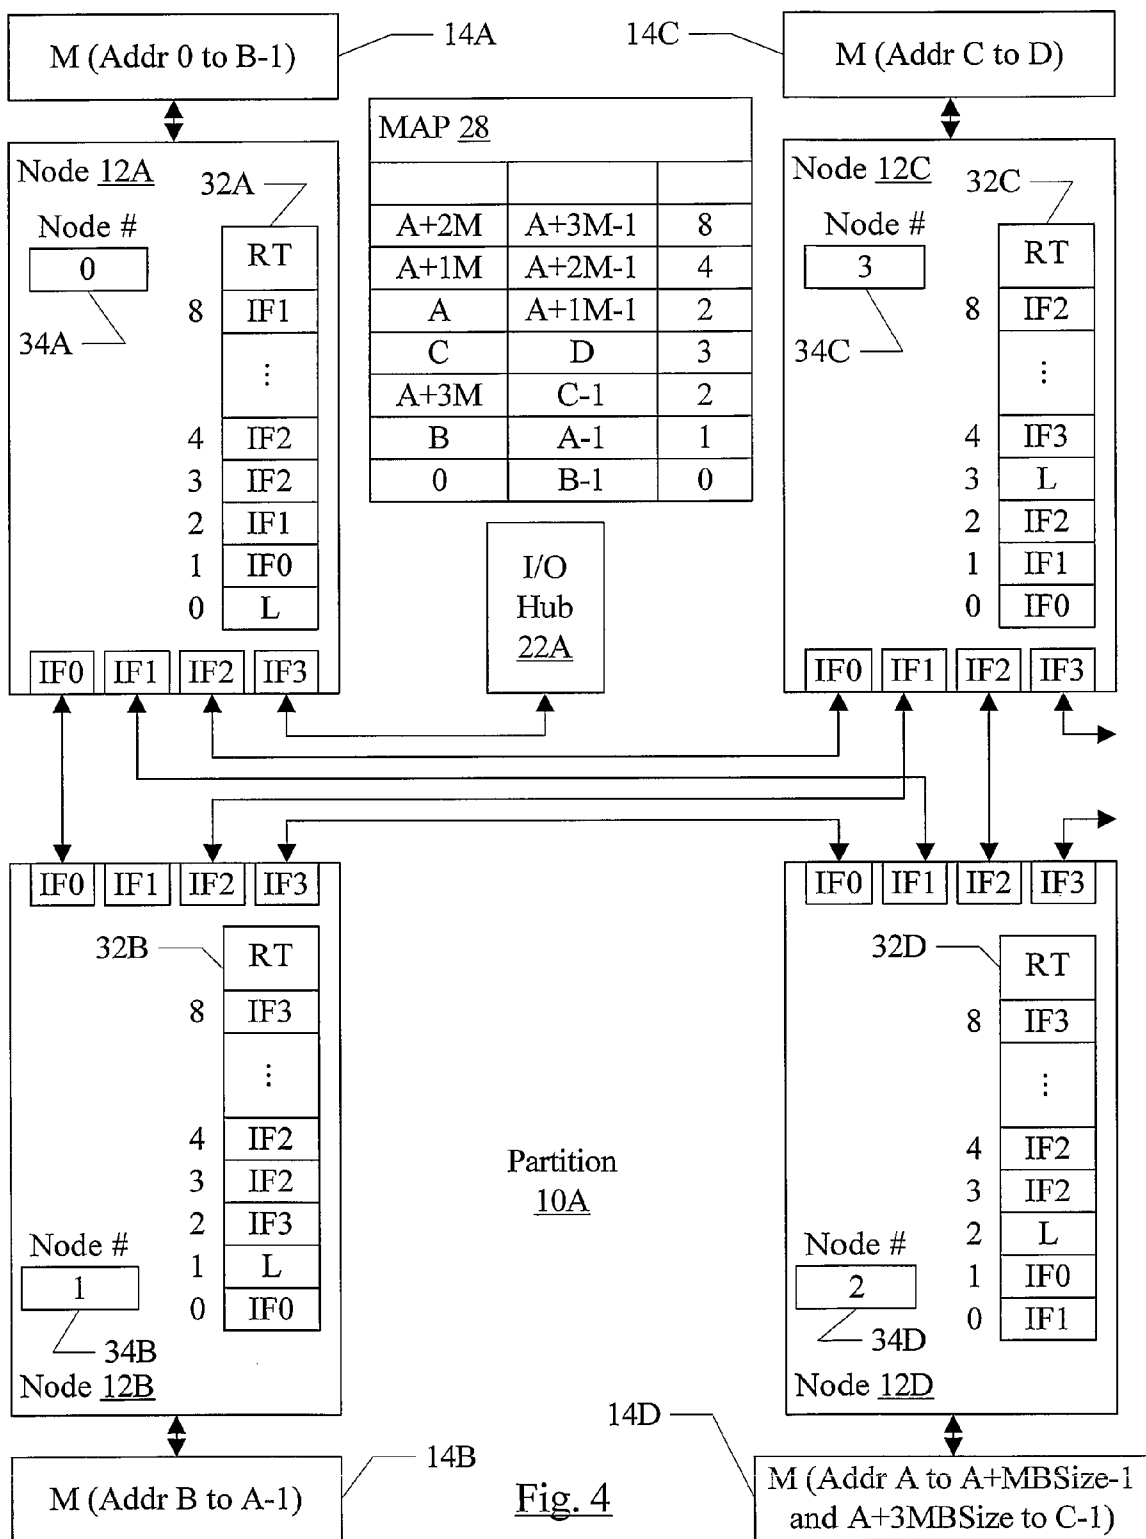 M (Addr 0 to B-1)
14A
14C
M (Addr C to D)
Node 12A
32A
Node #
0
34A
RT
8 IF1
⋮
4 IF2
3 IF2
2 IF1
1 IF0
0 L
IF0 IF1 IF2 IF3
MAP 28
A+2M A+3M-1 8
A+1M A+2M-1 4
A A+1M-1 2
C D 3
A+3M C-1 2
B A-1 1
0 B-1 0
I/O
Hub
22A
Node 12C
32C
Node #
3
34C
RT
8 IF2
⋮
4 IF3
3 L
2 IF2
1 IF1
0 IF0
IF0 IF1 IF2 IF3
IF0 IF1 IF2 IF3
32B
RT
8 IF3
⋮
4 IF2
3 IF2
2 IF3
1 L
0 IF0
Node #
1
34B
Node 12B
Partition
10A
IF0 IF1 IF2 IF3
32D
RT
8 IF3
⋮
4 IF2
3 IF2
2 L
1 IF0
0 IF1
Node #
2
34D
Node 12D
14B
M (Addr B to A-1)
Fig. 4
14D
M (Addr A to A+MBSize-1
and A+3MBSize to C-1)